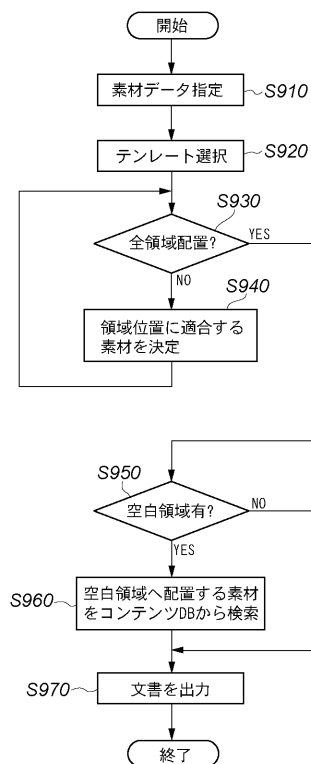 開始
素材データ指定
S910
テンレート選択
S920
S930
全領域配置?
YES
NO
S940
領域位置に適合する
素材を決定
S950
空白領域有?
NO
YES
S960
空白領域へ配置する素材
をコンテンツDBから検索
S970
文書を出力
終了